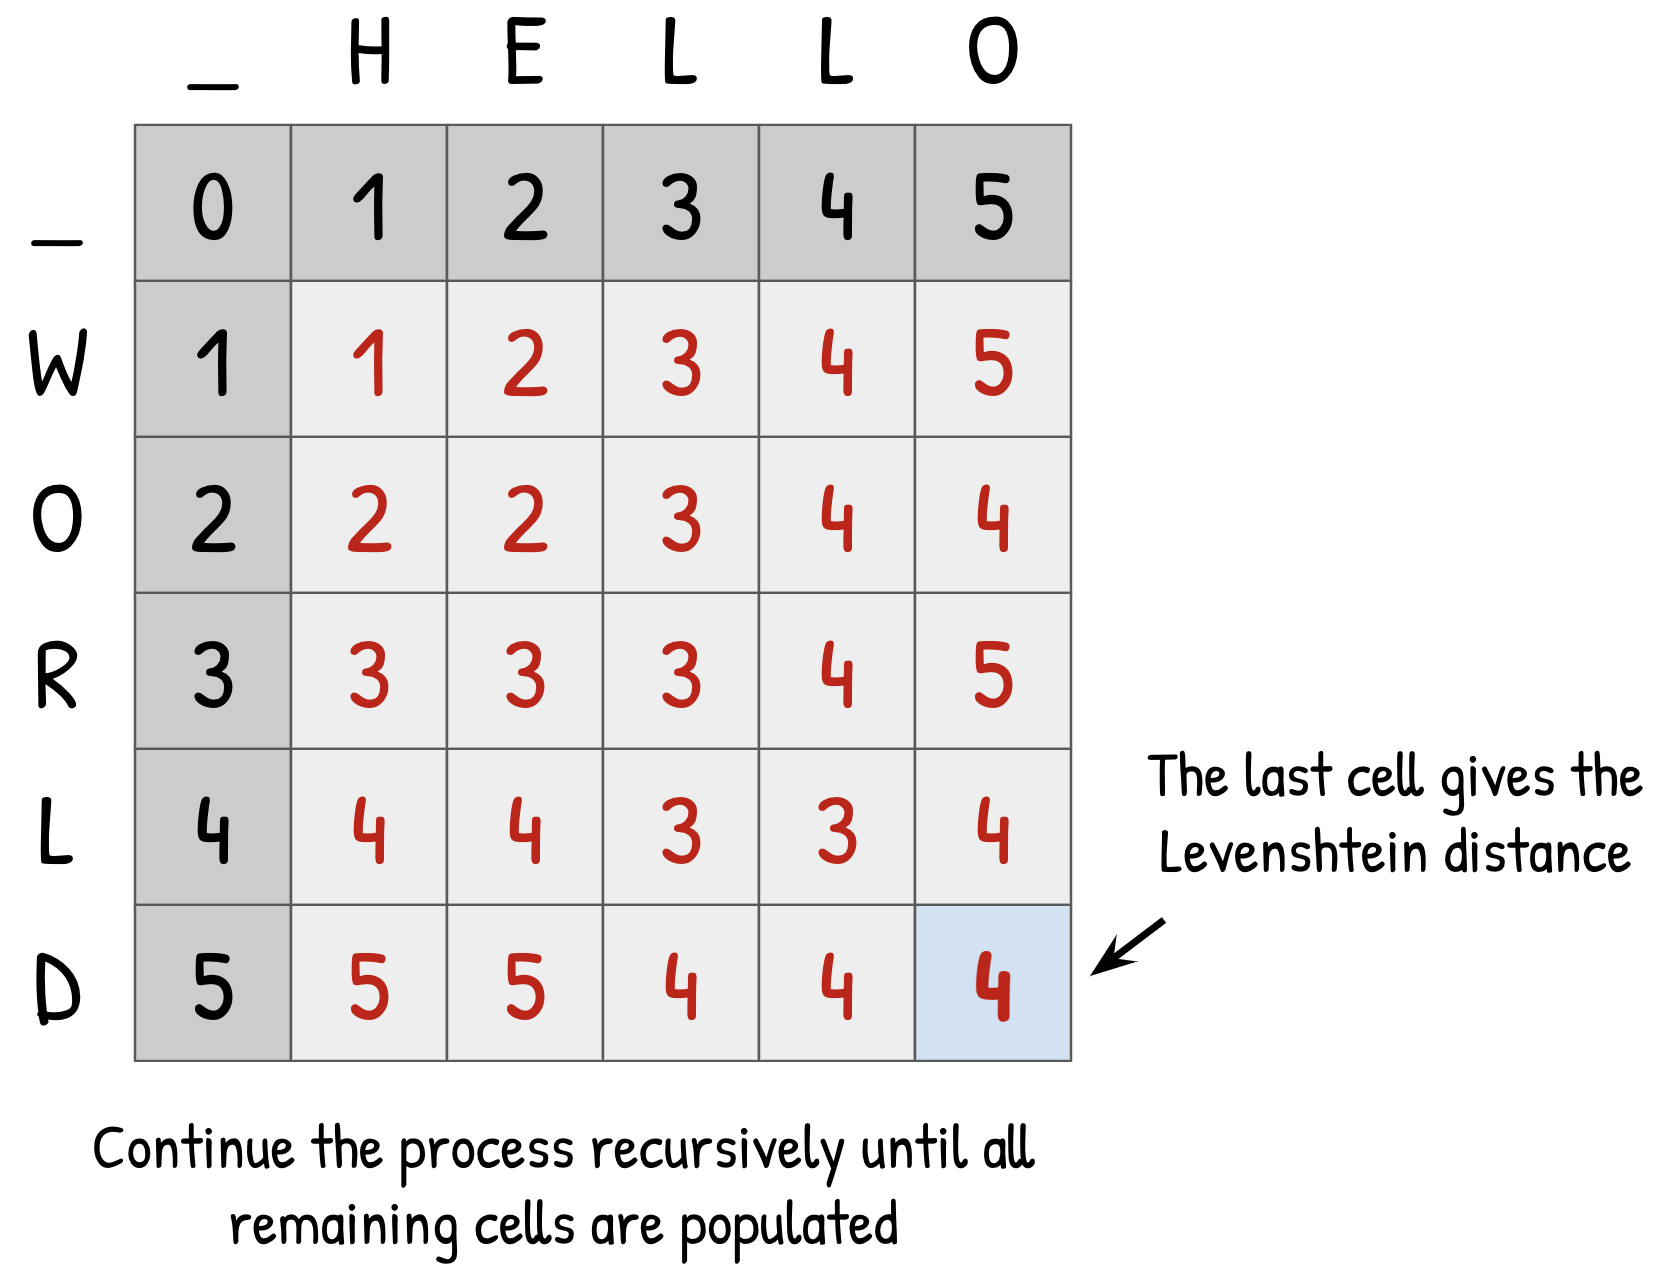 _ H E L L O
_ 0 1 2 3 4 5
W 1 1 2 3 4 5
O 2 2 2 3 4 4
R 3 3 3 3 4 5
L 4 4 4 3 3 4
D 5 5 5 4 4 4
The last cell gives the
Levenshtein distance
Continue the process recursively until all
remaining cells are populated